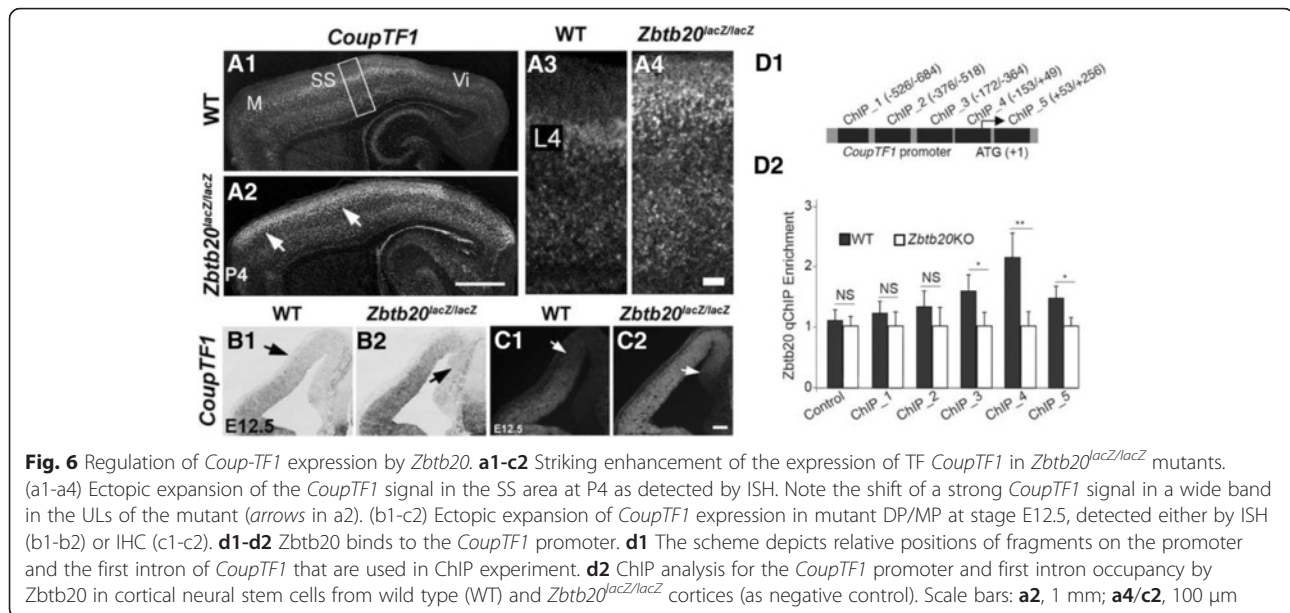 CoupTF1
WT
Zbtb20lacZ/lacZ
A1
SS
Vi
M
WT
A3
A4
L4
A2
P4
Zbtb20lacZ/lacZ
WT
Zbtb20lacZ/lacZ
WT
Zbtb20lacZ/lacZ
CoupTF1
B1
B2
C1
C2
E12.5
E12.5
D1
ChIP_1 (-526/-684)
ChIP_2 (-376/-518)
ChIP_3 (-172/-364)
ChIP_4 (-153/+49)
ChIP_5 (+53/+256)
CoupTF1 promoter
ATG (+1)
D2
Zbtb20 qChIP Enrichment
3
2
1
0
WT
Zbtb20KO
NS
NS
NS
*
**
*
Control
ChIP_1
ChIP_2
ChIP_3
ChIP_4
ChIP_5
Fig. 6 Regulation of Coup-TF1 expression by Zbtb20. a1-c2 Striking enhancement of the expression of TF CoupTF1 in Zbtb20lacZ/lacZ mutants.
(a1-a4) Ectopic expansion of the CoupTF1 signal in the SS area at P4 as detected by ISH. Note the shift of a strong CoupTF1 signal in a wide band
in the ULs of the mutant (arrows in a2). (b1-c2) Ectopic expansion of CoupTF1 expression in mutant DP/MP at stage E12.5, detected either by ISH
(b1-b2) or IHC (c1-c2). d1-d2 Zbtb20 binds to the CoupTF1 promoter. d1 The scheme depicts relative positions of fragments on the promoter
and the first intron of CoupTF1 that are used in ChIP experiment. d2 ChIP analysis for the CoupTF1 promoter and first intron occupancy by
Zbtb20 in cortical neural stem cells from wild type (WT) and Zbtb20lacZ/lacZ cortices (as negative control). Scale bars: a2, 1 mm; a4/c2, 100 μm